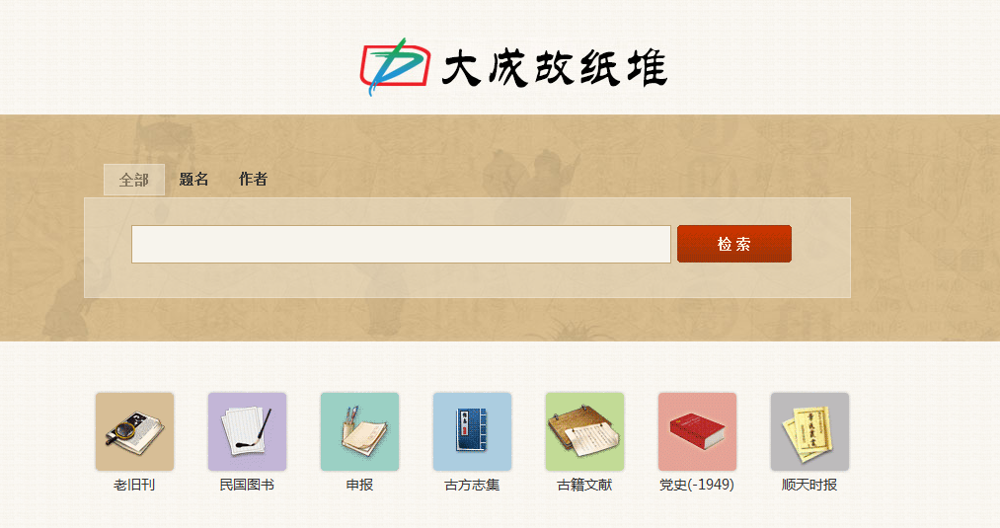 大成故纸堆
全部 题名 作者
检 索
老旧刊 民国图书 申报 古方志集 古籍文献 党史(-1949) 顺天时报